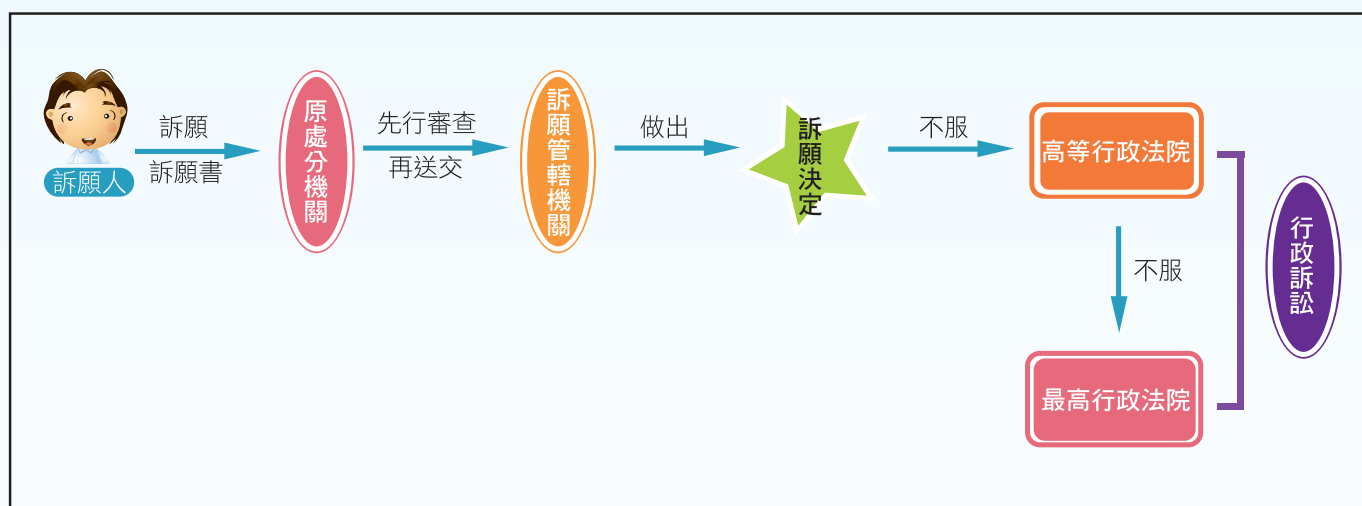 訴願人
訴願
訴願書
原處分機關
先行審查
再送交
訴願管轄機關
做出
訴願決定
不服
高等行政法院
不服
最高行政法院
行政訴訟